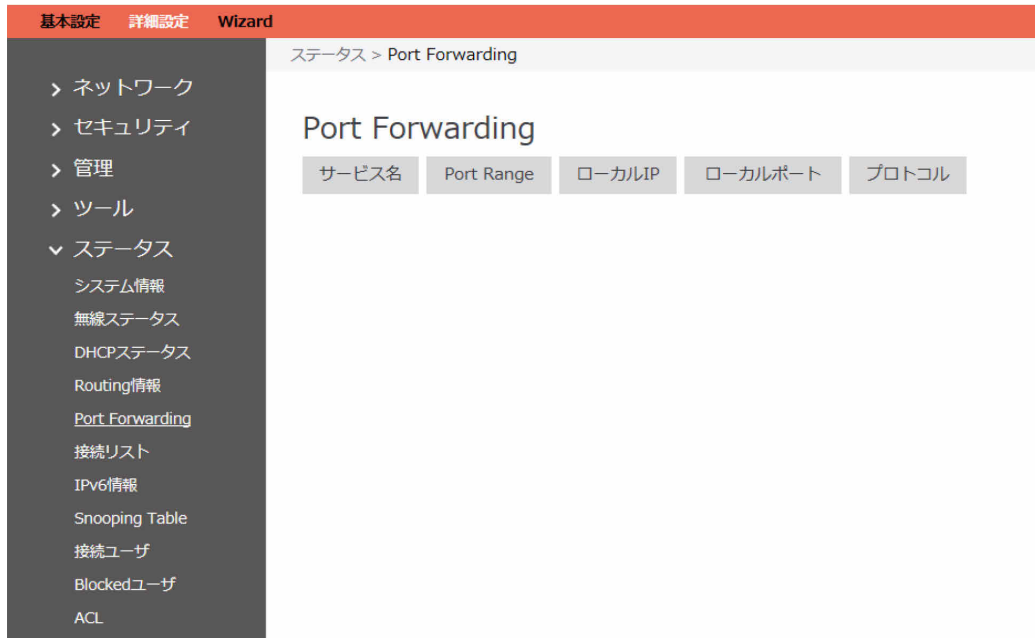 基本設定 詳細設定 Wizard
ステータス > Port Forwarding
ネットワーク
セキュリティ
管理
ツール
ステータス
システム情報
無線ステータス
DHCPステータス
Routing情報
Port Forwarding
接続リスト
IPv6情報
Snooping Table
接続ユーザ
Blockedユーザ
ACL
Port Forwarding
サービス名 Port Range ローカルIP ローカルポート プロトコル